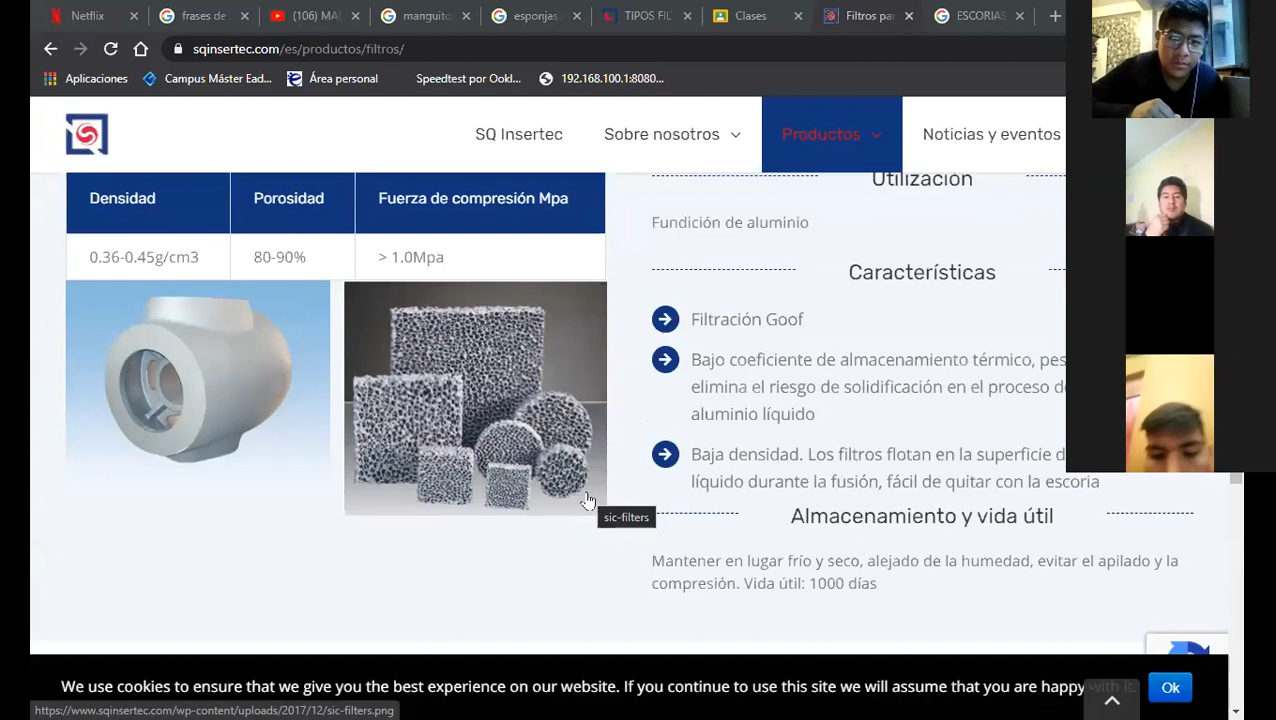 Netflix
frases de
(106) MA
manguito
esponjas
TIPOS FIL
Clases
Filtros pa
ESCORIAS
sqinsertec.com/es/productos/filtros/
Aplicaciones
Campus Máster Ead...
Área personal
Speedtest por Ookl...
192.168.100.1:8080...
SQ Insertec
Sobre nosotros
Productos
Noticias y eventos
Densidad
Porosidad
Fuerza de compresión Mpa
0.36-0.45g/cm3
80-90%
> 1.0Mpa
Utilización
Fundición de aluminio
Características
Filtración Goof
Bajo coeficiente de almacenamiento térmico, pes
elimina el riesgo de solidificación en el proceso de
aluminio líquido
Baja densidad. Los filtros flotan en la superficie d
líquido durante la fusión, fácil de quitar con la escoria
sic-filters
Almacenamiento y vida útil
Mantener en lugar frío y seco, alejado de la humedad, evitar el apilado y la
compresión. Vida útil: 1000 días
We use cookies to ensure that we give you the best experience on our website. If you continue to use this site we will assume that you are happy with it.
Ok
https://www.sqinsertec.com/wp-content/uploads/2017/12/sic-filters.png